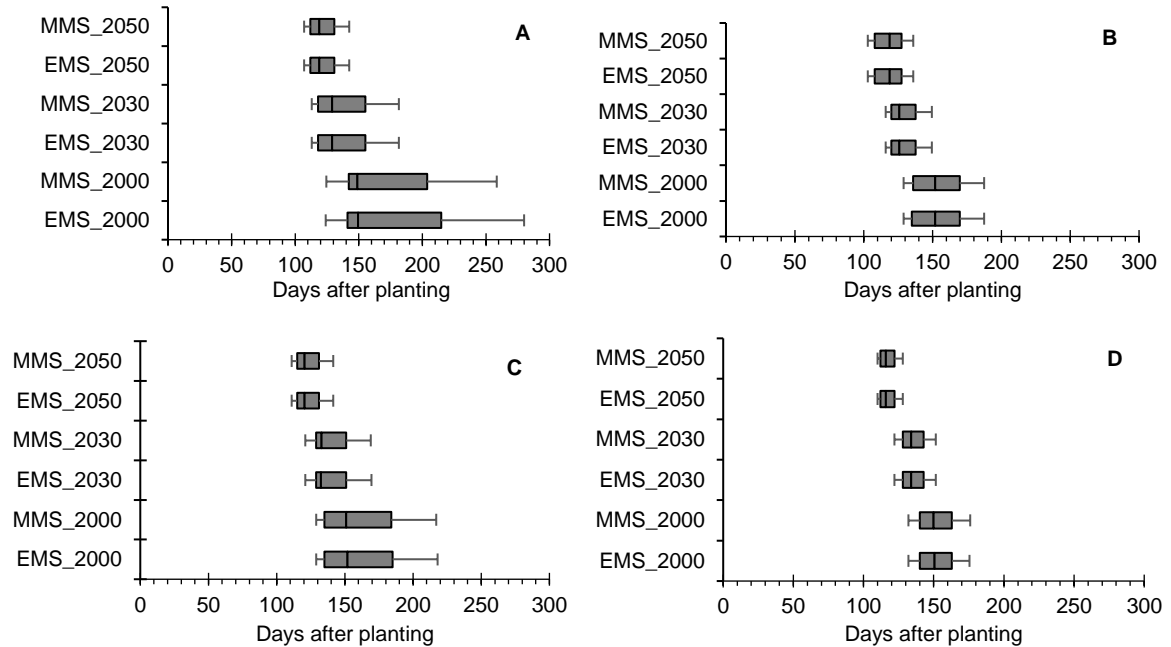 A
MMS_2050
EMS_2050
MMS_2030
EMS_2030
MMS_2000
EMS_2000
0 50 100 150 200 250 300
Days after planting
B
MMS_2050
EMS_2050
MMS_2030
EMS_2030
MMS_2000
EMS_2000
0 50 100 150 200 250 300
Days after planting
C
MMS_2050
EMS_2050
MMS_2030
EMS_2030
MMS_2000
EMS_2000
0 50 100 150 200 250 300
Days after planting
D
MMS_2050
EMS_2050
MMS_2030
EMS_2030
MMS_2000
EMS_2000
0 50 100 150 200 250 300
Days after planting